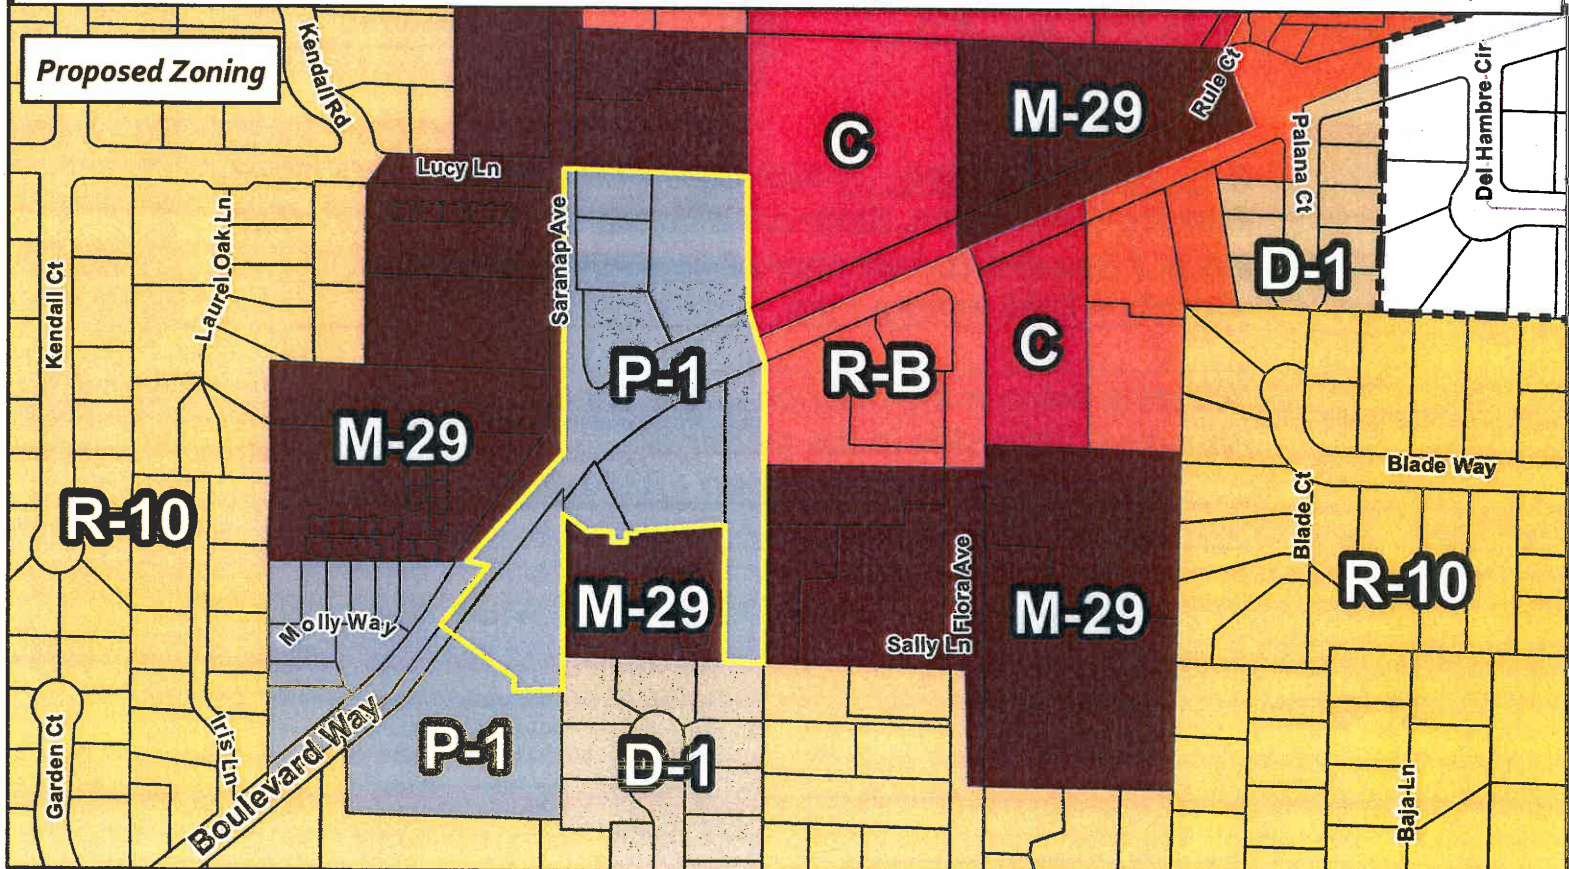 Proposed Zoning
Kendall Rd
Lucy Ln
Saranap Ave
Laurel Oak Ln
Kendall Ct
C
M-29
Rule Ct
Palana Ct
Del Hambre Cir
D-1
P-1
R-B
C
M-29
R-10
Blade Way
Blade Ct
R-10
M-29
Molly Way
Flora Ave
Sally Ln
M-29
Garden Ct
Iris Ln
Boulevard Way
P-1
D-1
Baja Ln